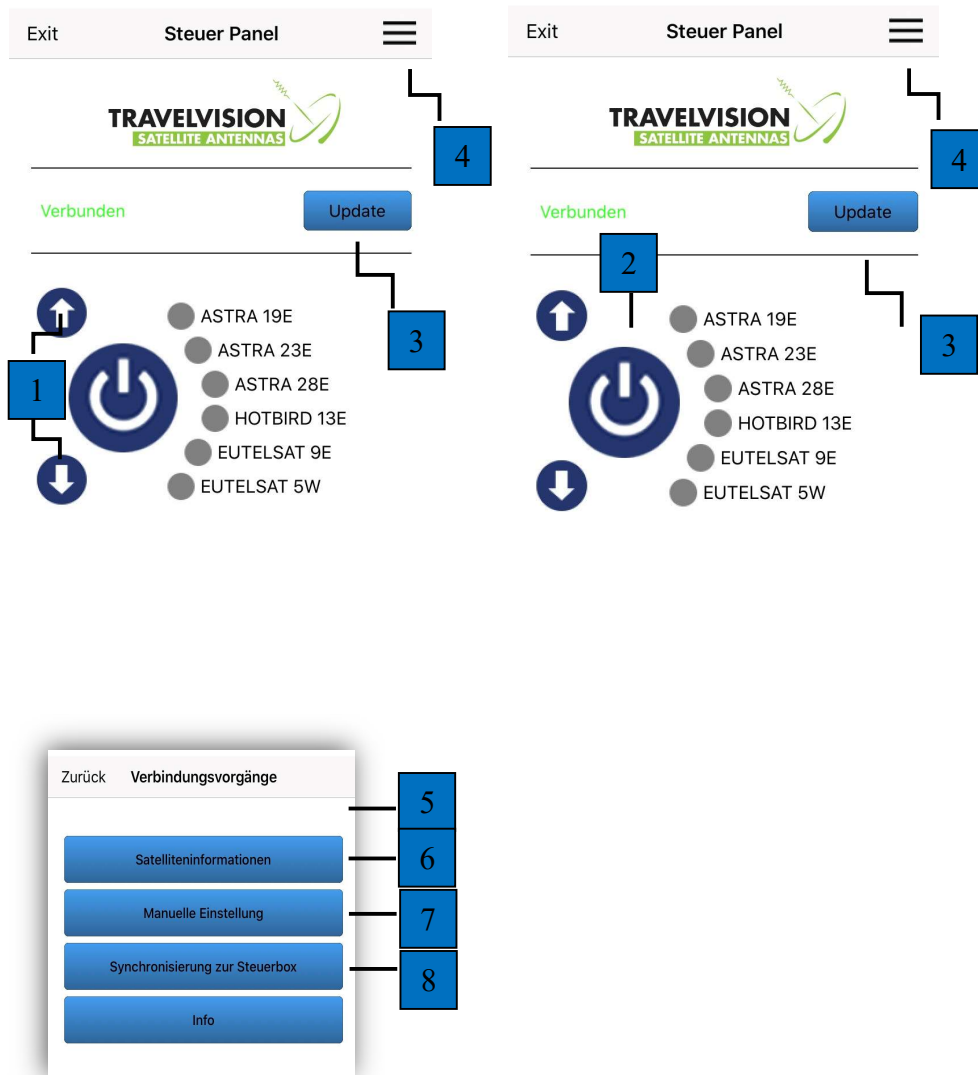 Exit Steuer Panel
TRAVELVISION
SATELLITE ANTENNAS
4
Verbunden Update
3
1
ASTRA 19E
ASTRA 23E
ASTRA 28E
HOTBIRD 13E
EUTELSAT 9E
EUTELSAT 5W
Exit Steuer Panel
TRAVELVISION
SATELLITE ANTENNAS
4
Verbunden Update
2
3
ASTRA 19E
ASTRA 23E
ASTRA 28E
HOTBIRD 13E
EUTELSAT 9E
EUTELSAT 5W
Zurück Verbindungsvorgänge
5
Satelliteninformationen 6
Manuelle Einstellung 7
Synchronisierung zur Steuerbox 8
Info